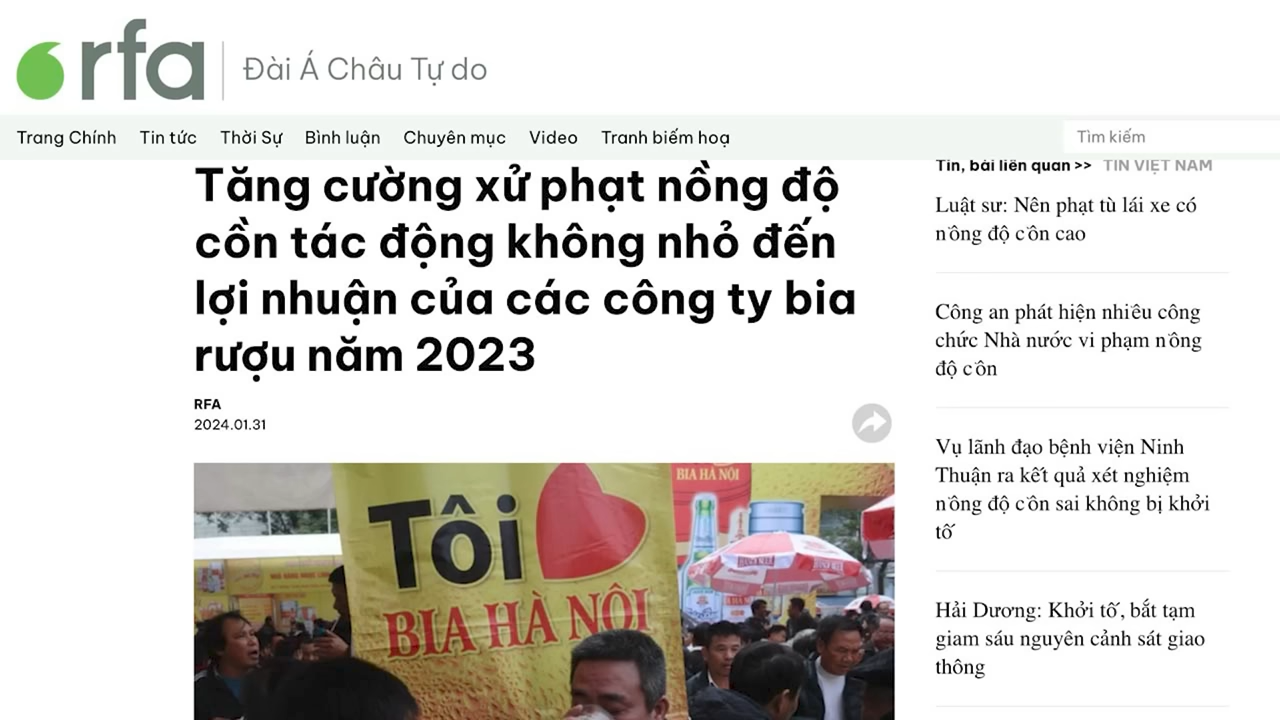 rfa
Đài Á Châu Tự do
Trang Chính Tin tức Thời Sự Bình luận Chuyên mục Video Tranh biếm hoạ
Tìm kiếm
Tăng cường xử phạt nồng độ
cồn tác động không nhỏ đến
lợi nhuận của các công ty bia
rượu năm 2023
RFA
2024.01.31
Tôi
BIA HÀ NỘI
BIA HÀ NỘI
Tin, bài liên quan >> TIN VIỆT NAM
Luật sư: Nên phạt tù lái xe có
nồng độ cồn cao
Công an phát hiện nhiều công
chức Nhà nước vi phạm nồng
độ cồn
Vụ lãnh đạo bệnh viện Ninh
Thuận ra kết quả xét nghiệm
nồng độ cồn sai không bị khởi
tố
Hải Dương: Khởi tố, bắt tạm
giam sáu nguyên cảnh sát giao
thông